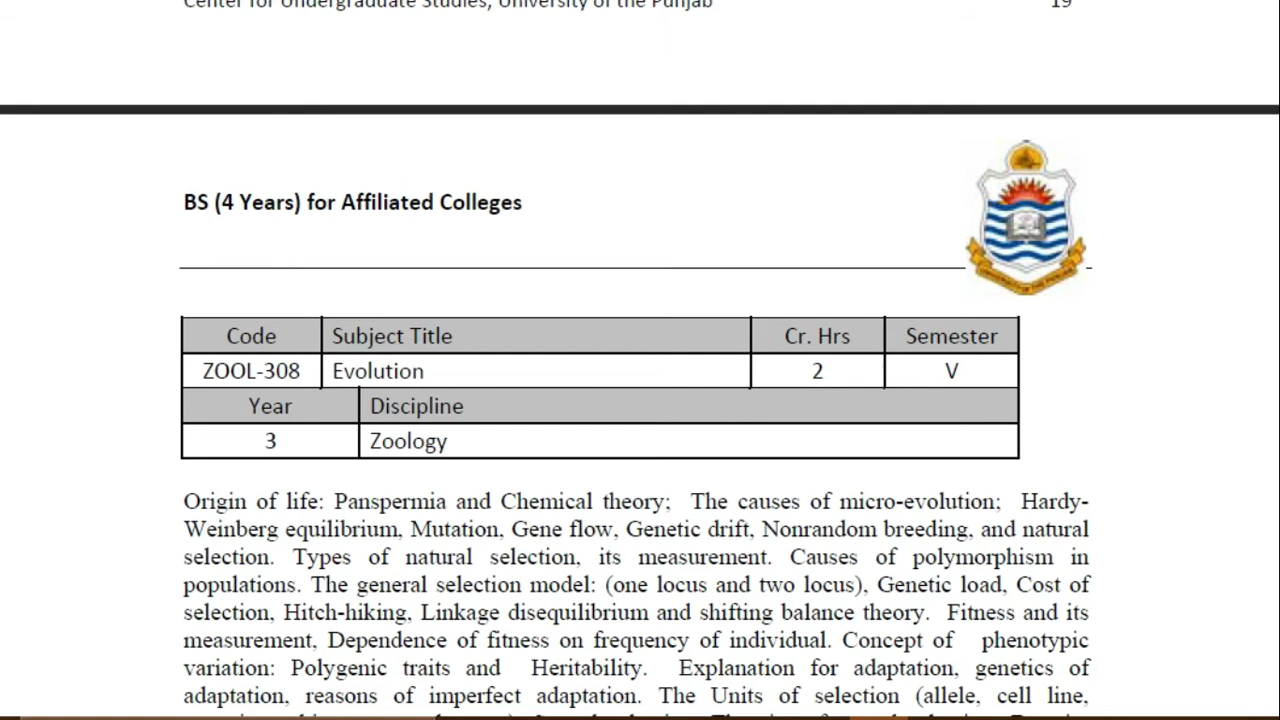 Center for Undergraduate Studies, University of the Punjab 19
BS (4 Years) for Affiliated Colleges
Code Subject Title Cr. Hrs Semester
ZOOL-308 Evolution 2 V
Year Discipline
3 Zoology
Origin of life: Panspermia and Chemical theory; The causes of micro-evolution; Hardy-
Weinberg equilibrium, Mutation, Gene flow, Genetic drift, Nonrandom breeding, and natural
selection. Types of natural selection, its measurement. Causes of polymorphism in
populations. The general selection model: (one locus and two locus), Genetic load, Cost of
selection, Hitch-hiking, Linkage disequilibrium and shifting balance theory. Fitness and its
measurement, Dependence of fitness on frequency of individual. Concept of phenotypic
variation: Polygenic traits and Heritability. Explanation for adaptation, genetics of
adaptation, reasons of imperfect adaptation. The Units of selection (allele, cell line,